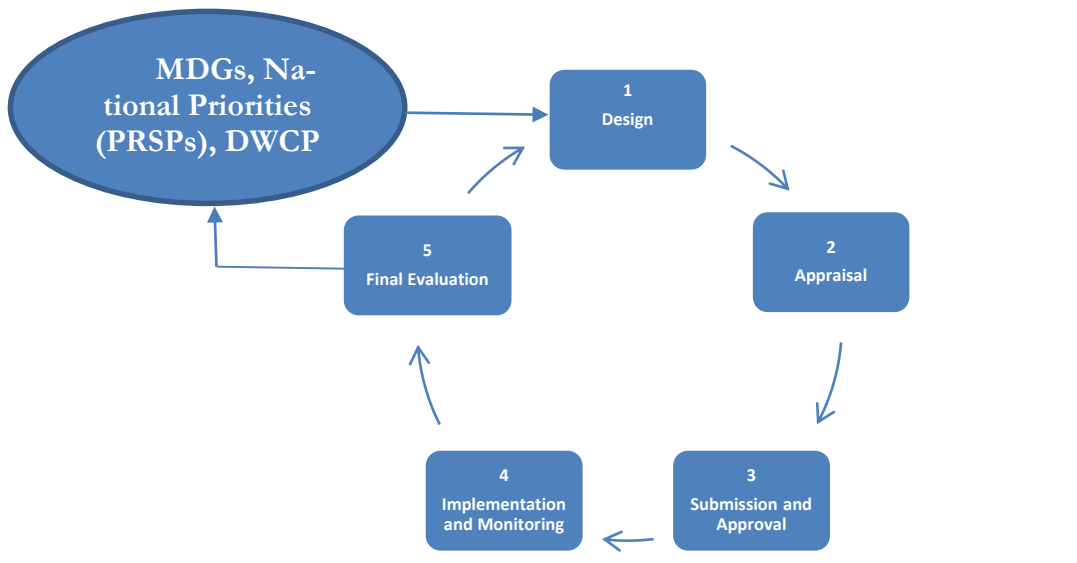 MDGs, Na-
tional Priorities
(PRSPs), DWCP
1
Design
2
Appraisal
3
Submission and
Approval
4
Implementation
and Monitoring
5
Final Evaluation